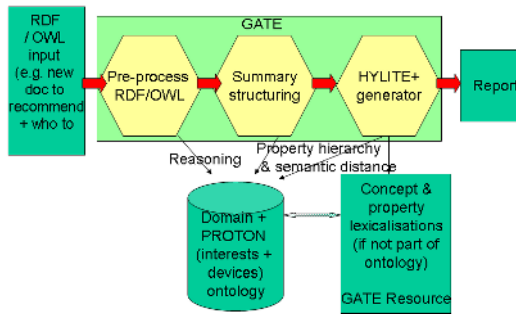 RDF
/ OWL
input
(e.g. new
doc to
recommend
+ who to
GATE
Pre-process
RDF/OWL
Summary
structuring
HYLITE+
generator
Report
Reasoning
Property hierarchy
& semantic distance
Domain +
PROTON
(interests +
devices)
ontology
Concept &
property
lexicalisations
(if not part of
ontology)
GATE Resource